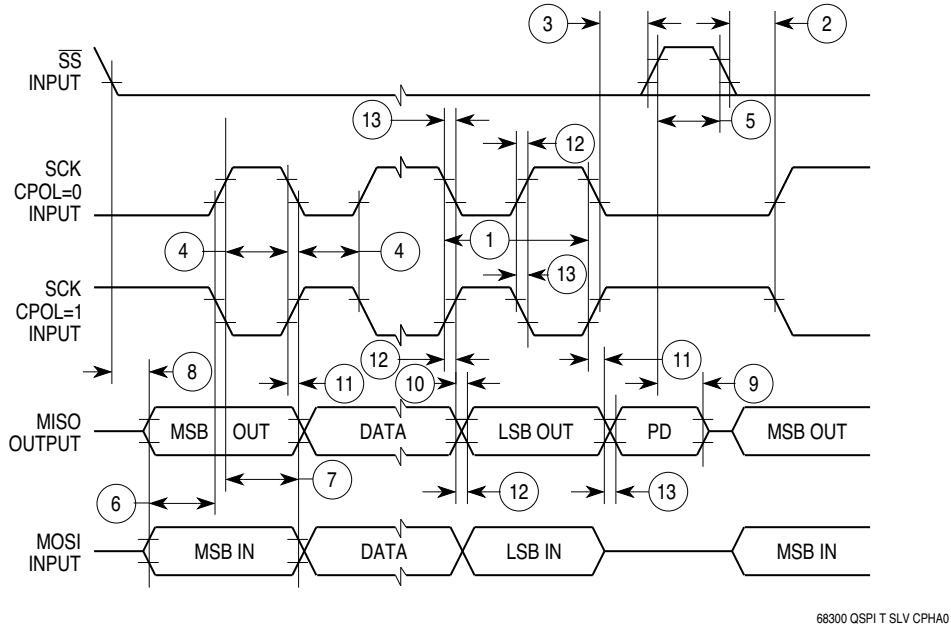 3
2
SS
INPUT
5
13
12
SCK
CPOL=0
INPUT
4
4
1
13
SCK
CPOL=1
INPUT
12
8
11
10
11
9
MISO
OUTPUT
MSB OUT
DATA
LSB OUT
PD
MSB OUT
7
12
13
6
MOSI
INPUT
MSB IN
DATA
LSB IN
MSB IN
68300 QSPI T SLV CPHA0